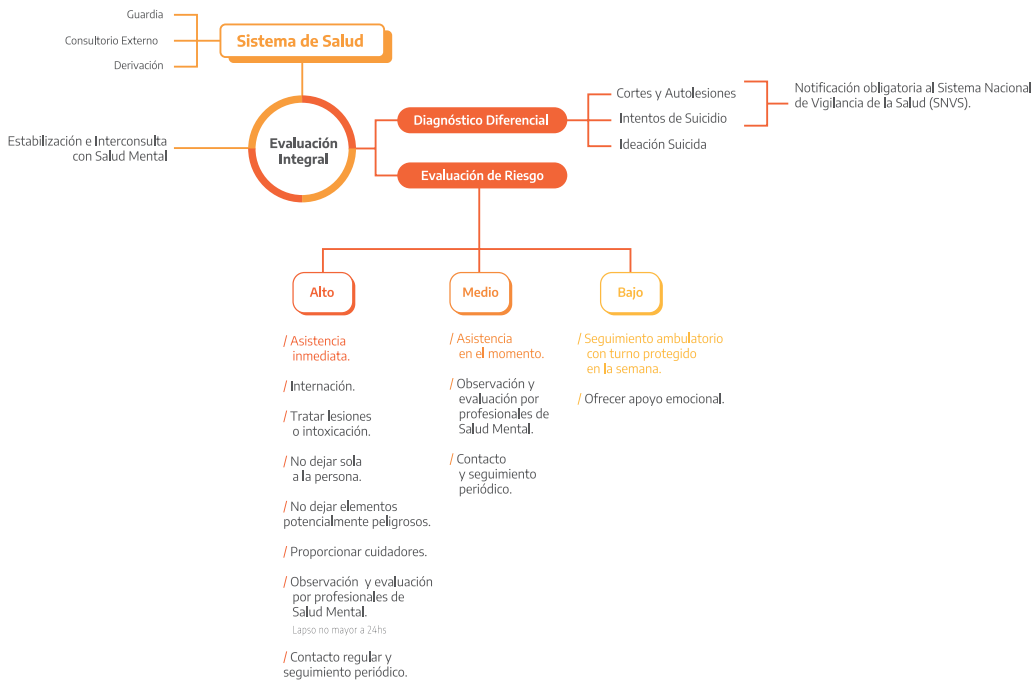 Guardia
Consultorio Externo
Derivación
Sistema de Salud
Estabilización e Interconsulta
con Salud Mental
Evaluación
Integral
Diagnóstico Diferencial
Evaluación de Riesgo
Cortes y Autolesiones
Intentos de Suicidio
Ideación Suicida
Notificación obligatoria al Sistema Nacional
de Vigilancia de la Salud (SNVS).
Alto
/ Asistencia
inmediata.
/ Internación.
/ Tratar lesiones
o intoxicación.
/ No dejar sola
a la persona.
/ No dejar elementos
potencialmente peligrosos.
/ Proporcionar cuidadores.
/ Observación y evaluación
por profesionales de
Salud Mental.
Lapso no mayor a 24hs
/ Contacto regular y
seguimiento periódico.
Medio
/ Asistencia
en el momento.
/ Observación y
evaluación por
profesionales de
Salud Mental.
/ Contacto
y seguimiento
periódico.
Bajo
/ Seguimiento ambulatorio
con turno protegido
en la semana.
/ Ofrecer apoyo emocional.